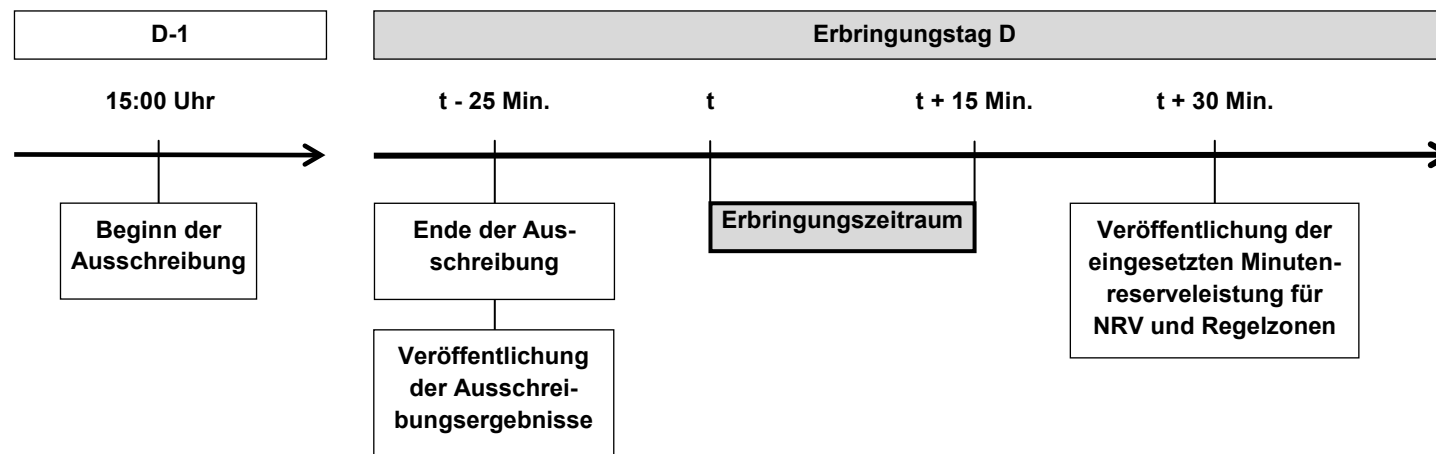 D-1
Erbringungstag D
15:00 Uhr
t - 25 Min.
t
t + 15 Min.
t + 30 Min.
Beginn der
Ausschreibung
Ende der Aus-
schreibung
Veröffentlichung
der Ausschrei-
bungsergebnisse
Erbringungszeitraum
Veröffentlichung der
eingesetzten Minuten-
reserveleistung für
NRV und Regelzonen